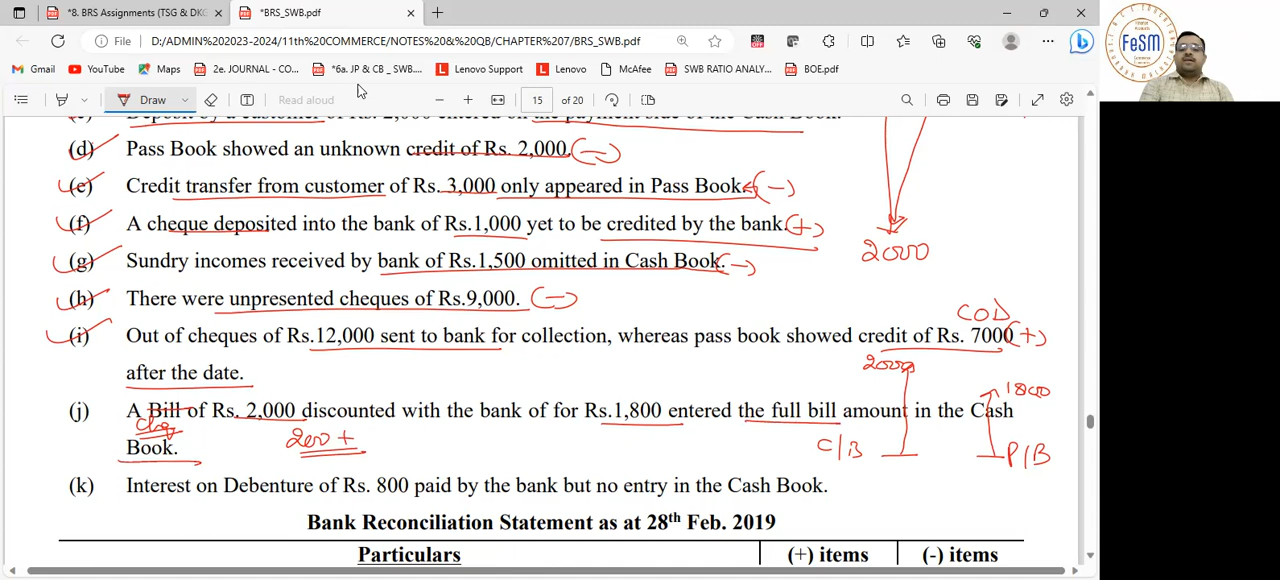 *8. BRS Assignments (TSG & DKG
*BRS_SWB.pdf
File D:/ADMIN%202023-2024/11th%20COMMERCE/NOTES%20QB/CHAPTER%207/BRS_SWB.pdf
Gmail YouTube Maps 2e. JOURNAL - CO... *6a. JP & CB _ SWB.... Lenovo Support Lenovo McAfee SWB RATIO ANALY... BOE.pdf
Draw Read aloud 15 of 20
FeSM
(d) Pass Book showed an unknown credit of Rs. 2,000. (-)
(e) Credit transfer from customer of Rs. 3,000 only appeared in Pass Book. (-)
(f) A cheque deposited into the bank of Rs.1,000 yet to be credited by the bank. (+)
2000
(g) Sundry incomes received by bank of Rs.1,500 omitted in Cash Book. (-)
(h) There were unpresented cheques of Rs.9,000. (-)
COD
(i) Out of cheques of Rs.12,000 sent to bank for collection, whereas pass book showed credit of Rs. 7000 (+)
after the date.
2000
1800
(j) A Bill of Rs. 2,000 discounted with the bank of for Rs.1,800 entered the full bill amount in the Cash
Chq
200 +
Book.
C/B
P/B
(k) Interest on Debenture of Rs. 800 paid by the bank but no entry in the Cash Book.
Bank Reconciliation Statement as at 28th Feb. 2019
Particulars (+) items (-) items